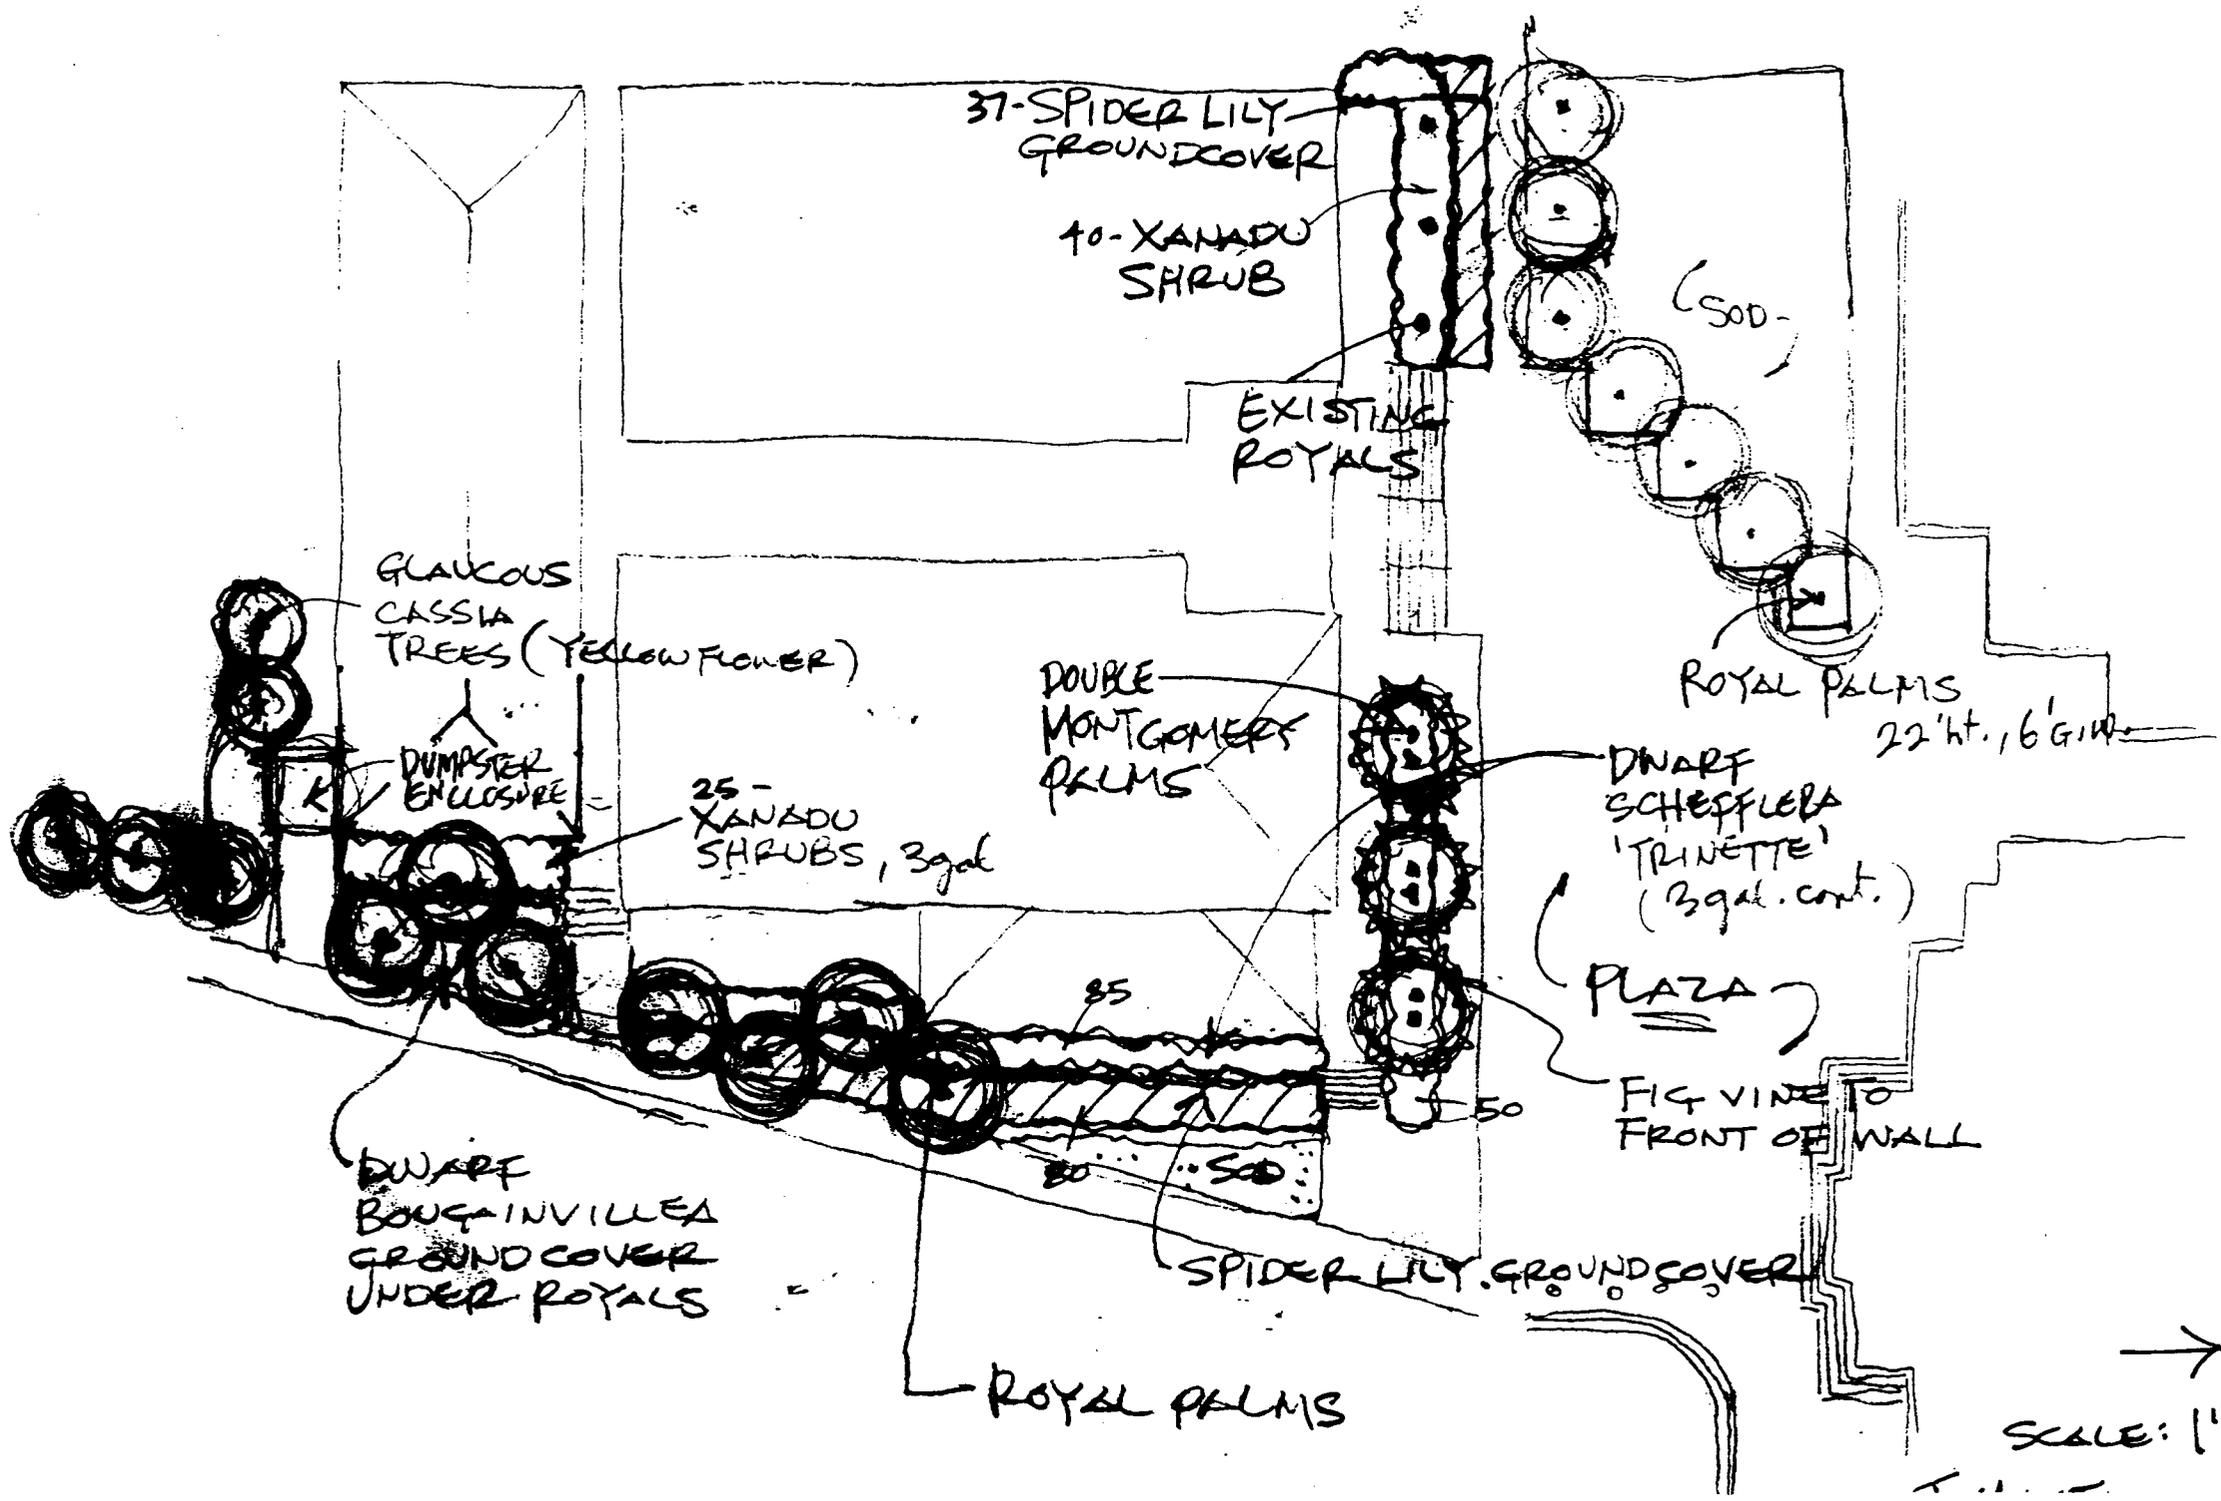 37-SPIDER LILY
GROUNDCOVER
40-XANADU
SHRUB
(SOD-
EXISTING
ROYALS
GLAUCOUS
CASSIA
TREES (YELLOW FLOWER)
DUMPSTER
ENCLOSURE
25-
XANADU
SHRUBS, 3gal
DOUBLE
MONTGOMERY
PALMS
ROYAL PALMS
22'ht., 6'G.W.
DWARF
SCHEFFLERA
'TRINETTE'
(3gal. cont.)
PLAZA
85
50
80
SOD
FIG VINE TO
FRONT OF WALL
DWARF
BOUGAINVILLEA
GROUNDCOVER
UNDER ROYALS
SPIDER LILY GROUNDCOVER
ROYAL PALMS
SCALE: 1"